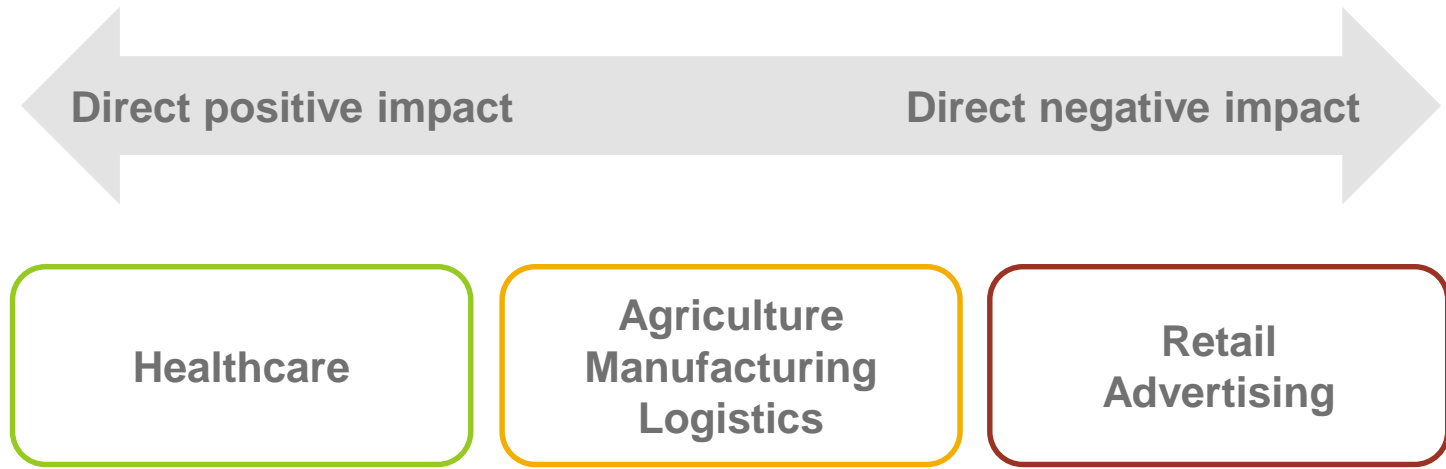 Direct positive impact
Direct negative impact
Healthcare
Agriculture
Manufacturing
Logistics
Retail
Advertising